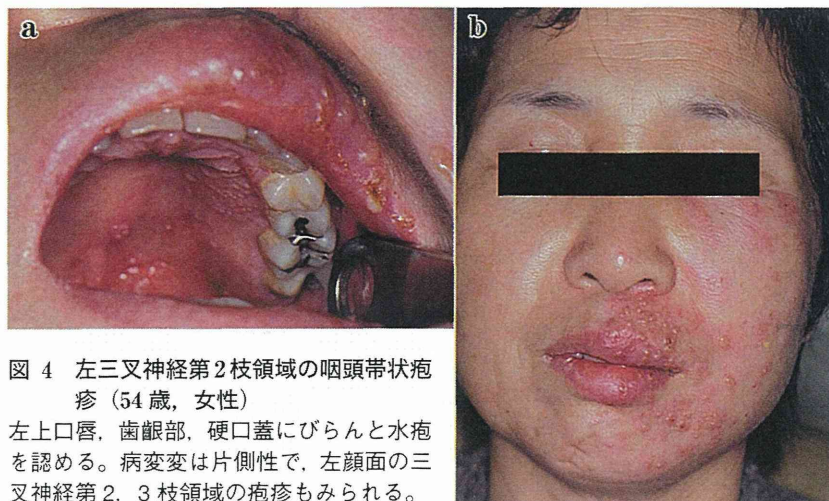 a
b
図 4 左三叉神経第2枝領域の咽頭帯状疱
疹（54 歳，女性）
左上口唇，歯齦部，硬口蓋にびらんと水疱
を認める。病変変は片側性で，左顔面の三
叉神経第 2，3 枝領域の疱疹もみられる。